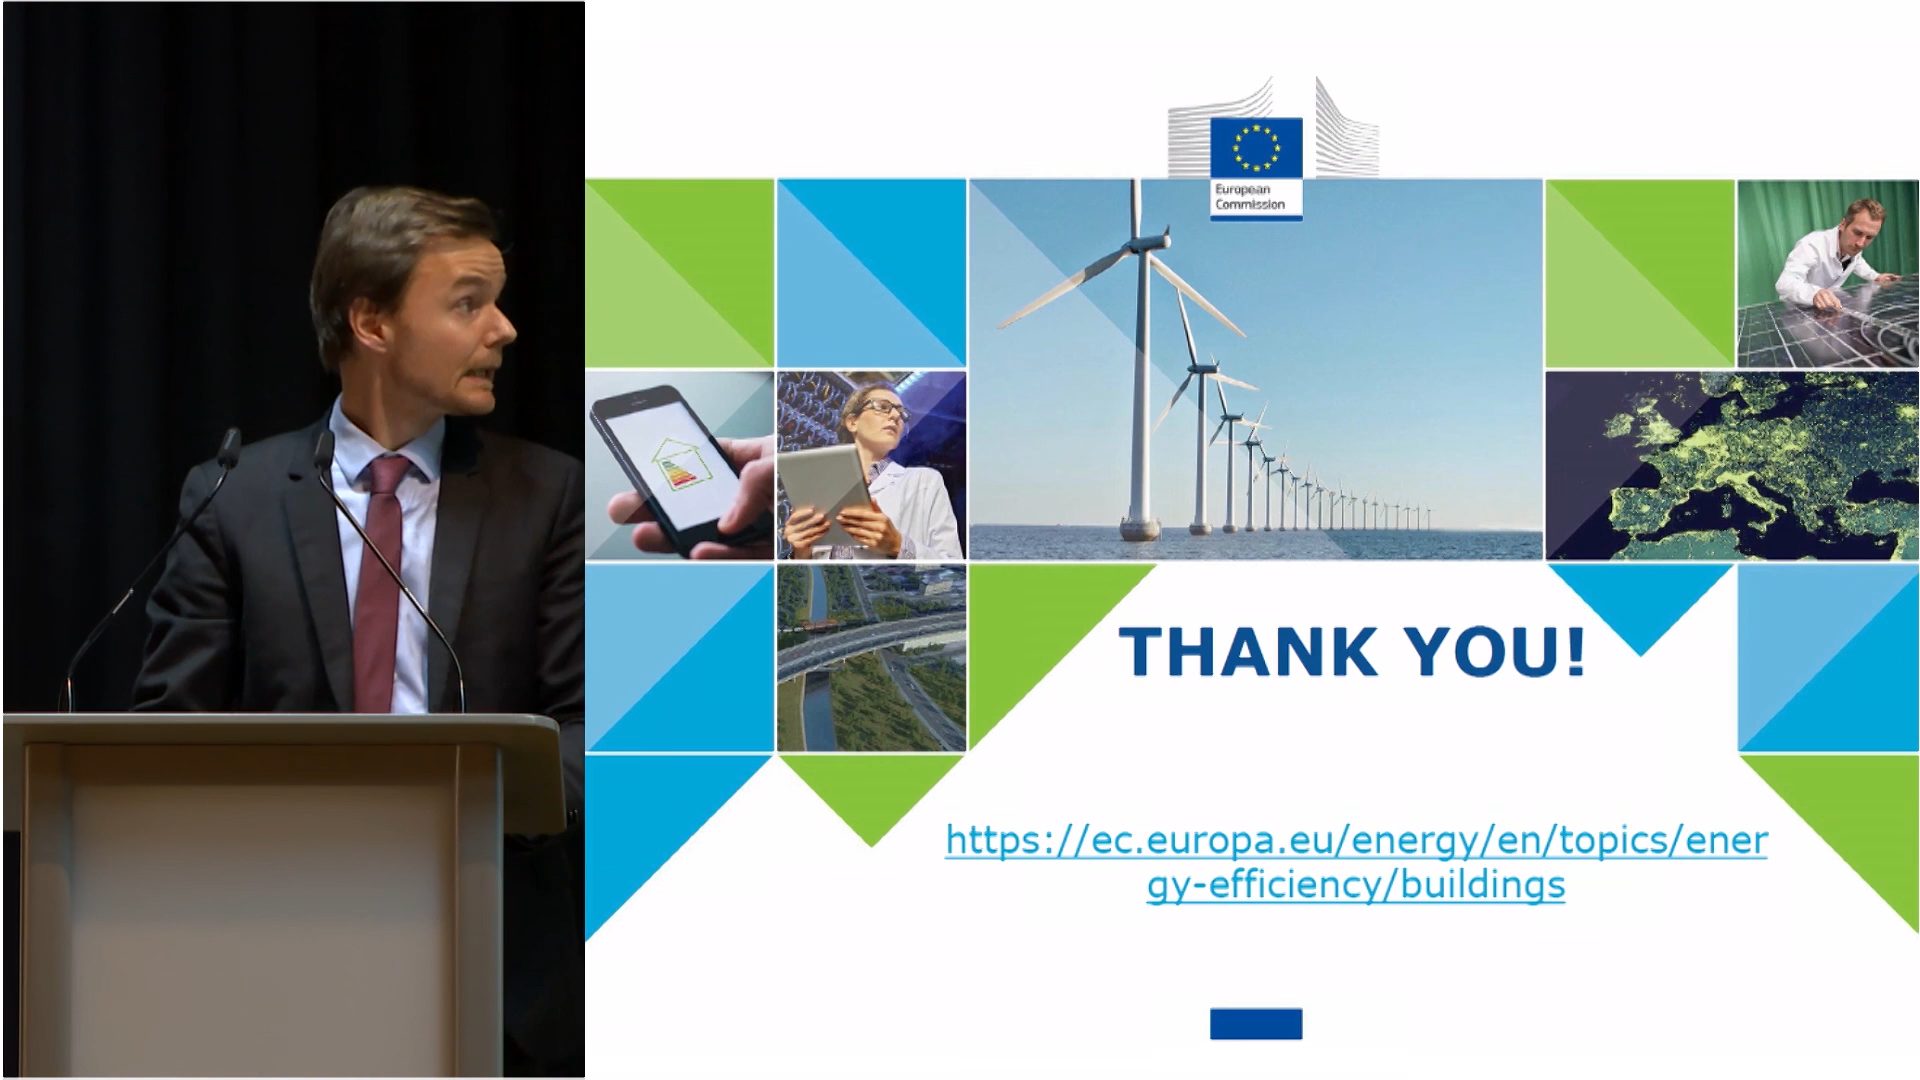 European
Commission
THANK YOU!
https://ec.europa.eu/energy/en/topics/ener
gy-efficiency/buildings